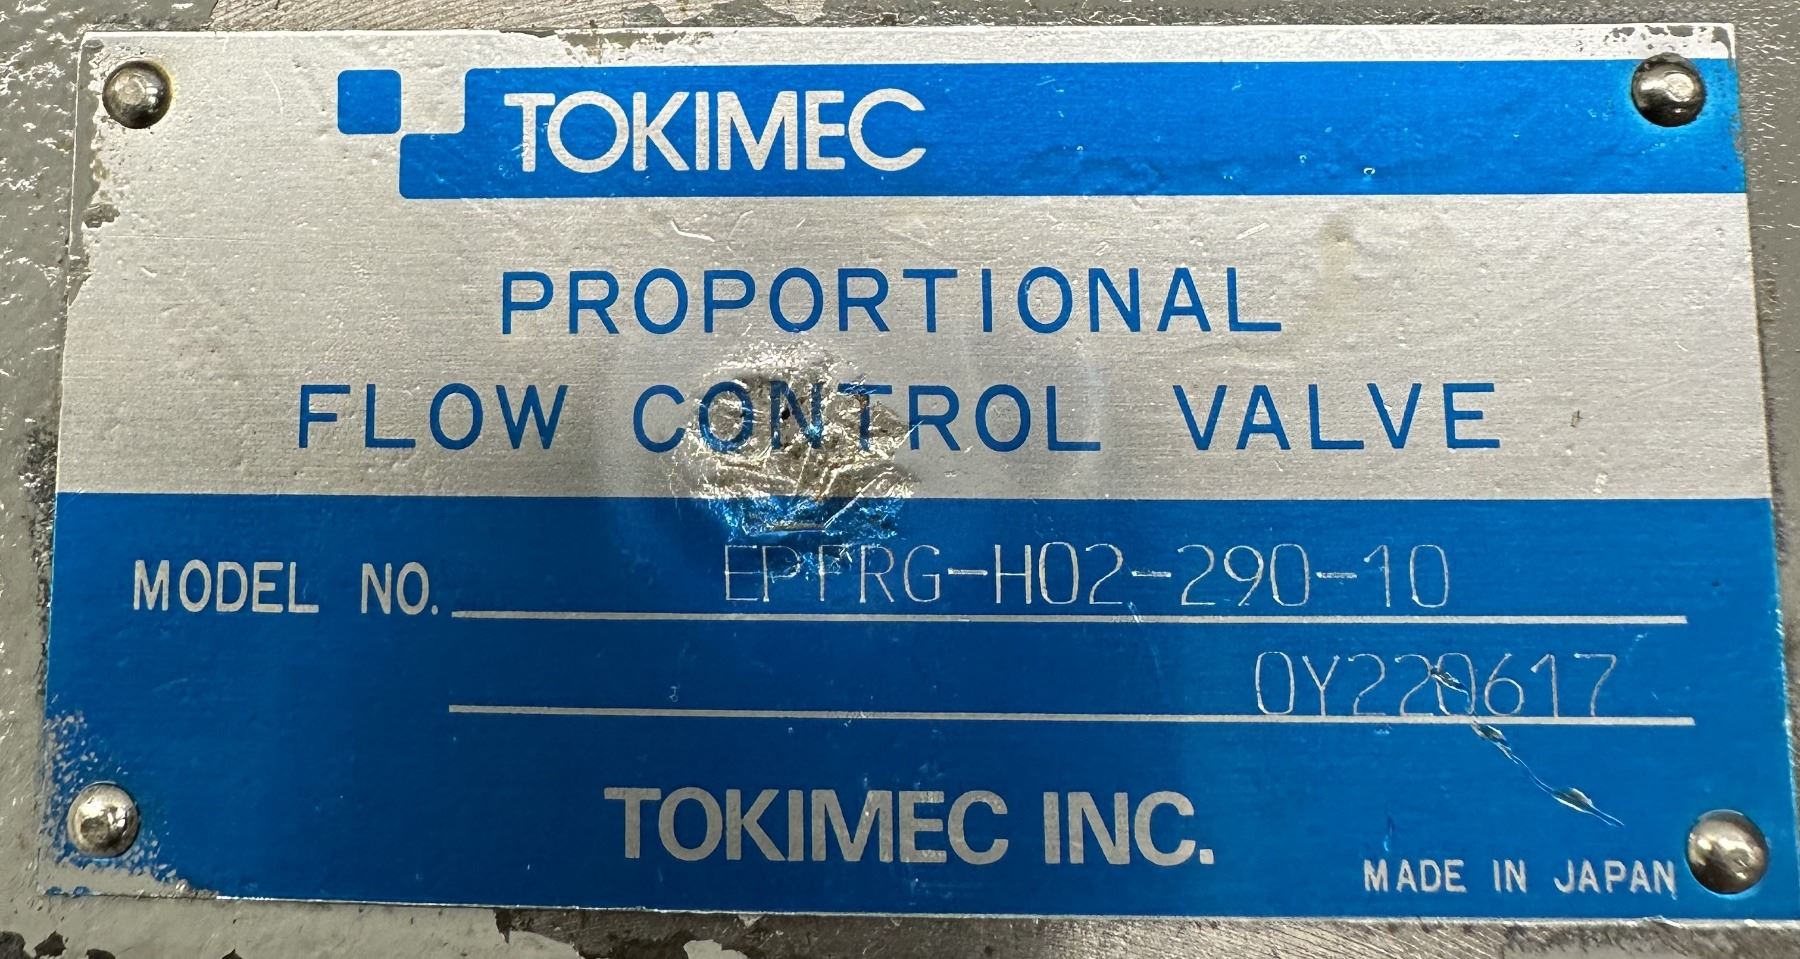 TOKIMEC
PROPORTIONAL
FLOW CONTROL VALVE
MODEL NO. EPFRG-H02-290-10
0Y220617
TOKIMEC INC.
MADE IN JAPAN